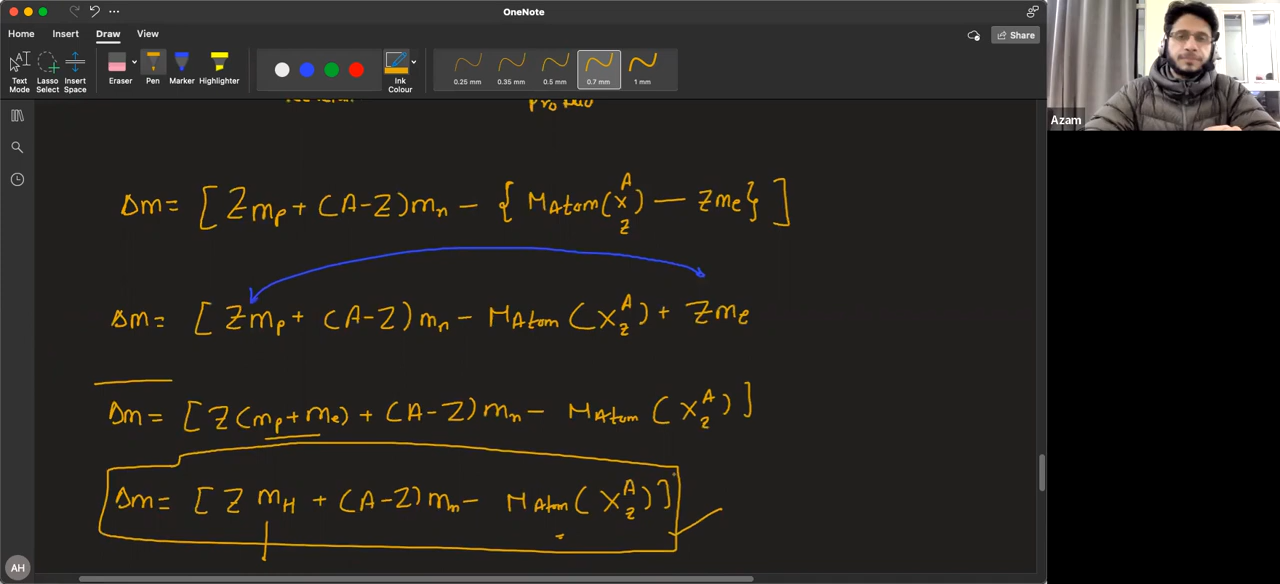 OneNote
Home Insert Draw View
Share
Text Mode
Lasso Select
Insert Space
Eraser
Pen
Marker
Highlighter
Ink Colour
0.25 mm
0.35 mm
0.5 mm
0.7 mm
1 mm
Azam
Δm= [ Zmp + (A-Z)mn - { MAtom(X A Z) - Zme} ]
Δm= [ Zmp + (A-Z)mn - MAtom (X A Z) + Zme
Δm= [ Z(mp+me) + (A-Z)mn - MAtom (X A Z) ]
Δm= [ Z mH + (A-Z)mn - MAtom (X A Z) ]
AH